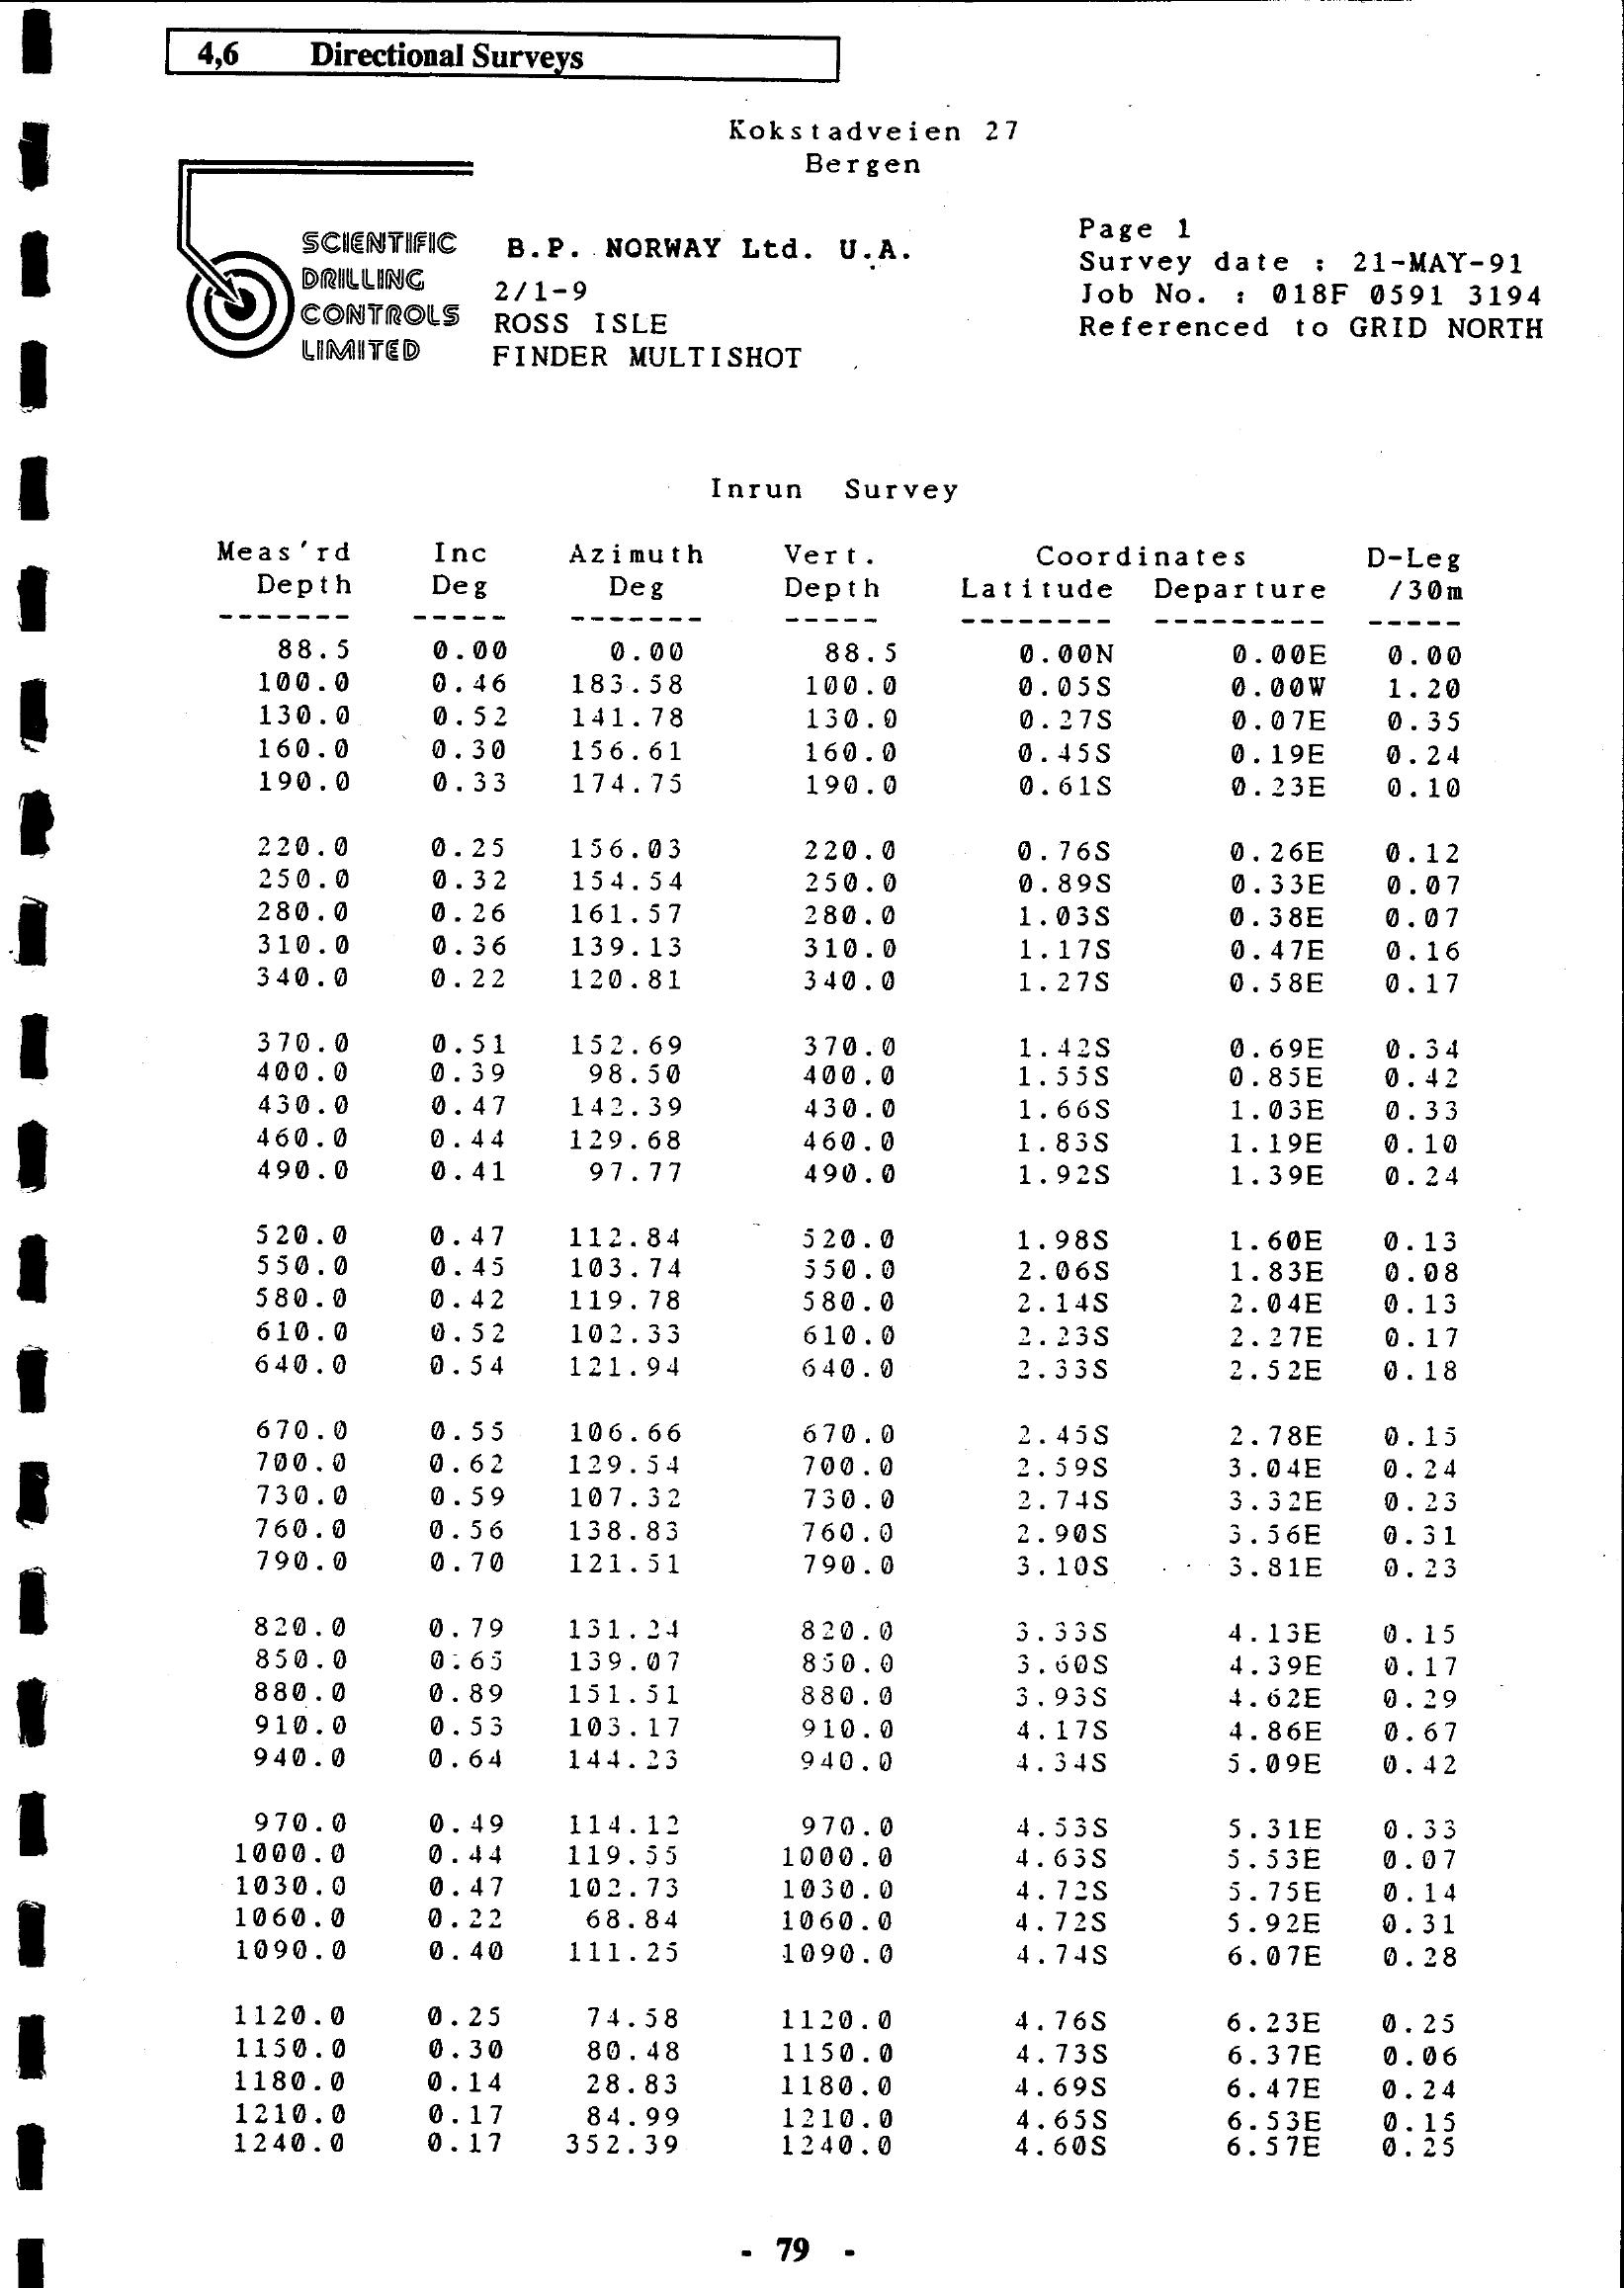 4,6 Directional Surveys
Kokstadveien 27
Bergen
SCIENTIFIC
DRILLING
CONTROLS
LIMITED
B.P. NORWAY Ltd. U.A.
2/1-9
ROSS ISLE
FINDER MULTISHOT
Page 1
Survey date : 21-MAY-91
Job No. : 018F 0591 3194
Referenced to GRID NORTH
Inrun Survey
Meas'rd Inc Azimuth Vert. Coordinates D-Leg
Depth Deg Deg Depth Latitude Departure /30m
------- ----- ------- ----- -------- --------- -----
88.5 0.00 0.00 88.5 0.00N 0.00E 0.00
100.0 0.46 183.58 100.0 0.05S 0.00W 1.20
130.0 0.52 141.78 130.0 0.27S 0.07E 0.35
160.0 0.30 156.61 160.0 0.45S 0.19E 0.24
190.0 0.33 174.75 190.0 0.61S 0.23E 0.10
220.0 0.25 156.03 220.0 0.76S 0.26E 0.12
250.0 0.32 154.54 250.0 0.89S 0.33E 0.07
280.0 0.26 161.57 280.0 1.03S 0.38E 0.07
310.0 0.36 139.13 310.0 1.17S 0.47E 0.16
340.0 0.22 120.81 340.0 1.27S 0.58E 0.17
370.0 0.51 152.69 370.0 1.42S 0.69E 0.34
400.0 0.39 98.50 400.0 1.55S 0.85E 0.42
430.0 0.47 142.39 430.0 1.66S 1.03E 0.33
460.0 0.44 129.68 460.0 1.83S 1.19E 0.10
490.0 0.41 97.77 490.0 1.92S 1.39E 0.24
520.0 0.47 112.84 520.0 1.98S 1.60E 0.13
550.0 0.45 103.74 550.0 2.06S 1.83E 0.08
580.0 0.42 119.78 580.0 2.14S 2.04E 0.13
610.0 0.52 102.33 610.0 2.23S 2.27E 0.17
640.0 0.54 121.94 640.0 2.33S 2.52E 0.18
670.0 0.55 106.66 670.0 2.45S 2.78E 0.15
700.0 0.62 129.54 700.0 2.59S 3.04E 0.24
730.0 0.59 107.32 730.0 2.74S 3.32E 0.23
760.0 0.56 138.83 760.0 2.90S 3.56E 0.31
790.0 0.70 121.51 790.0 3.10S 3.81E 0.23
820.0 0.79 131.24 820.0 3.33S 4.13E 0.15
850.0 0.65 139.07 850.0 3.60S 4.39E 0.17
880.0 0.89 151.51 880.0 3.93S 4.62E 0.29
910.0 0.53 103.17 910.0 4.17S 4.86E 0.67
940.0 0.64 144.23 940.0 4.34S 5.09E 0.42
970.0 0.49 114.12 970.0 4.53S 5.31E 0.33
1000.0 0.44 119.55 1000.0 4.63S 5.53E 0.07
1030.0 0.47 102.73 1030.0 4.72S 5.75E 0.14
1060.0 0.22 68.84 1060.0 4.72S 5.92E 0.31
1090.0 0.40 111.25 1090.0 4.74S 6.07E 0.28
1120.0 0.25 74.58 1120.0 4.76S 6.23E 0.25
1150.0 0.30 80.48 1150.0 4.73S 6.37E 0.06
1180.0 0.14 28.83 1180.0 4.69S 6.47E 0.24
1210.0 0.17 84.99 1210.0 4.65S 6.53E 0.15
1240.0 0.17 352.39 1240.0 4.60S 6.57E 0.25
- 79 -